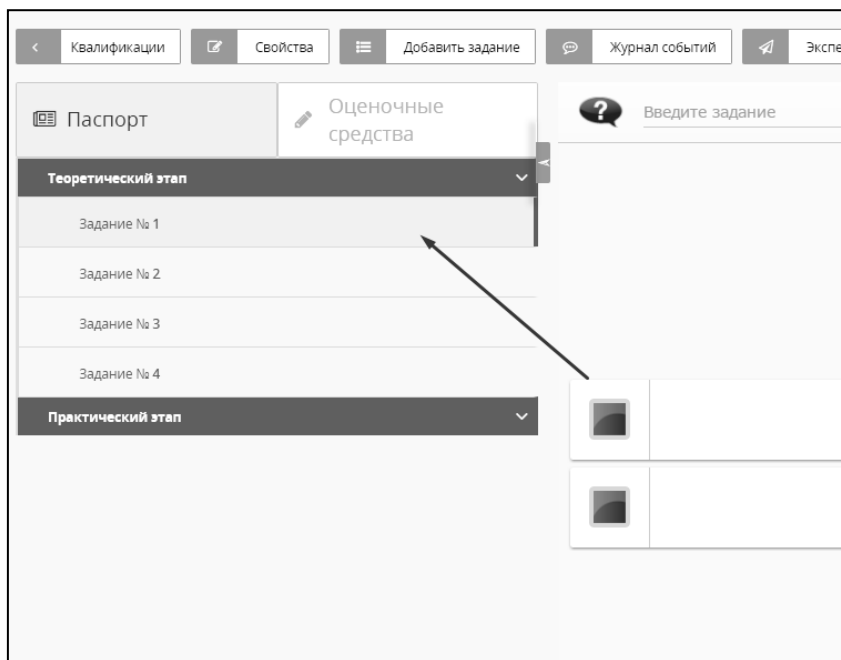 Квалификации Свойства Добавить задание Журнал событий Экспе
Паспорт
Оценочные
средства
Введите задание
Теоретический этап
Задание № 1
Задание № 2
Задание № 3
Задание № 4
Практический этап